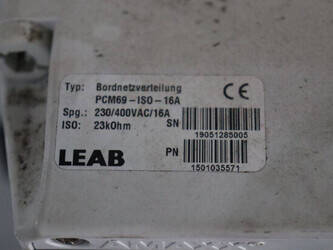 Typ: Bordnetzverteilung
PCM69-ISO-16A
Spg.: 230/400VAC/16A
ISO: 23kOhm SN
19051285005
LEAB PN
1501035571
CE